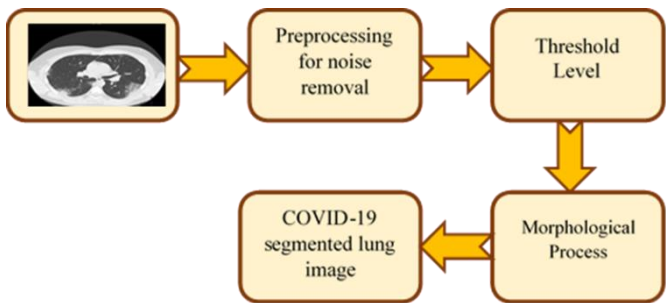 Preprocessing
for noise
removal
Threshold
Level
Morphological
Process
COVID-19
segmented lung
image